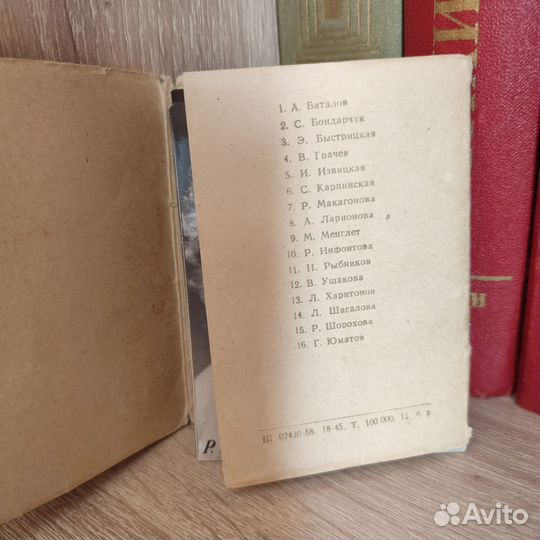 1. А. Баталов
2. С. Бондарчук
3. Э. Быстрицкая
4. В. Грачев
5. И. Извицкая
6. С. Карпинская
7. Р. Макагонова
8. А. Ларионова
9. М. Менглет
10. Р. Нифонтова
11. Н. Рыбников
12. В. Ушакова
13. Л. Харитонов
14. Л. Шагалова
15. Р. Шорохова
16. Г. Юматов
Ш 02420-58. 18-45. Т. 100 000. Ц. 6 р.
Р.
Avito